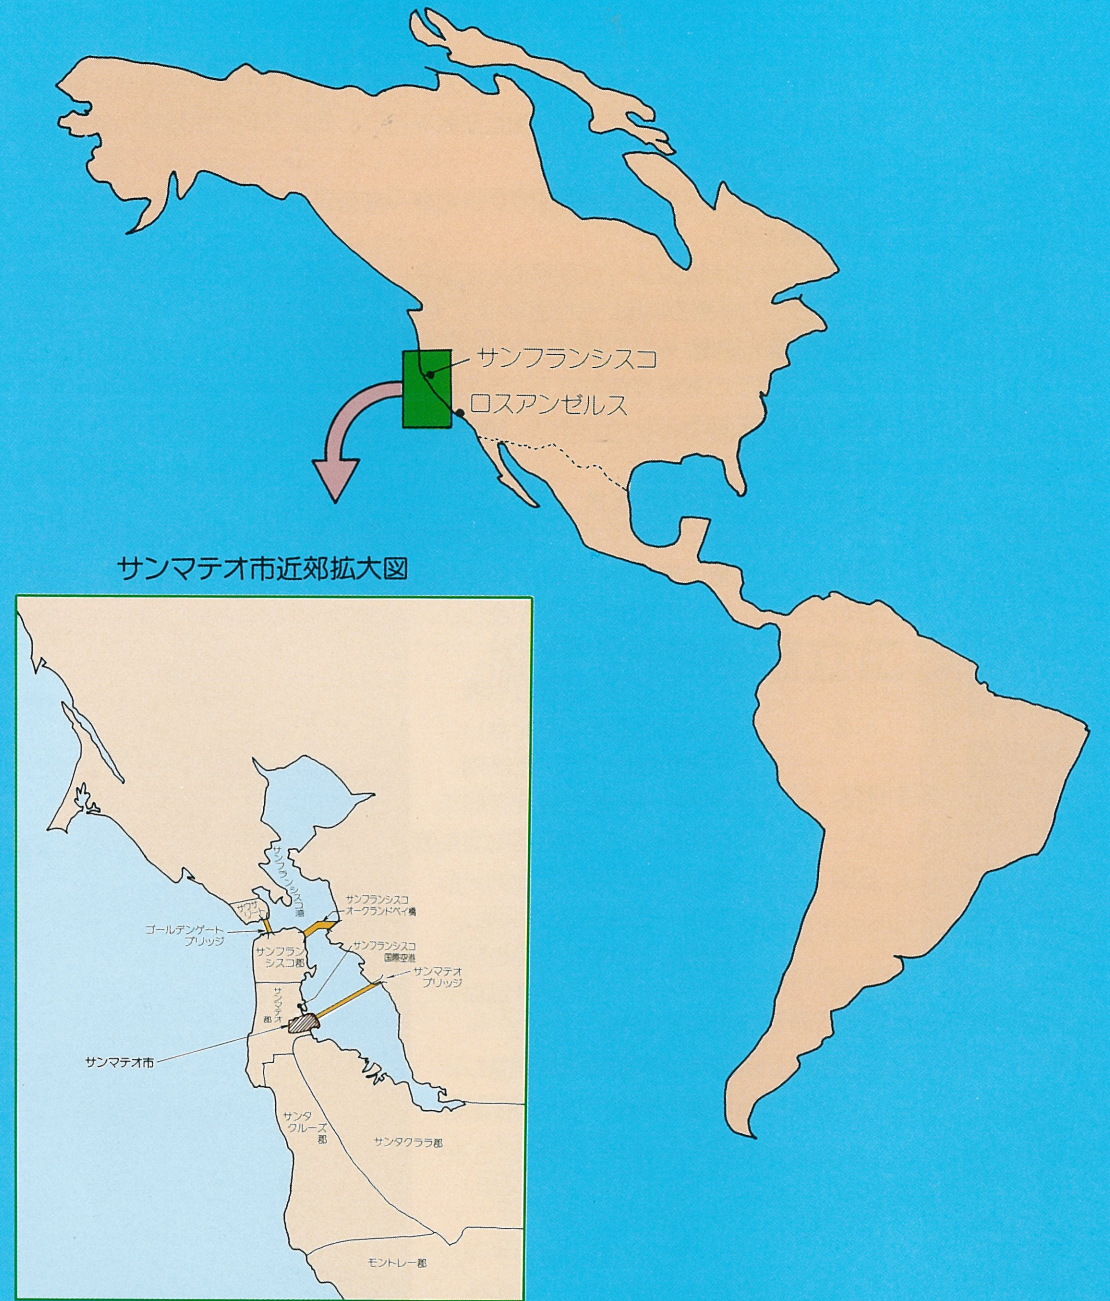 サンフランシスコ
ロスアンゼルス
サンマテオ市近郊拡大図
サンフランシスコ湾
サウサ
リート
サンフランシスコ
オークランドベイ橋
ゴールデンゲート
ブリッジ
サンフラン
シスコ郡
サンフランシスコ
国際空港
サンマテオ
ブリッジ
サンマテオ郡
サンマテオ市
サンタ
クルーズ
郡
サンタクララ郡
モントレー郡